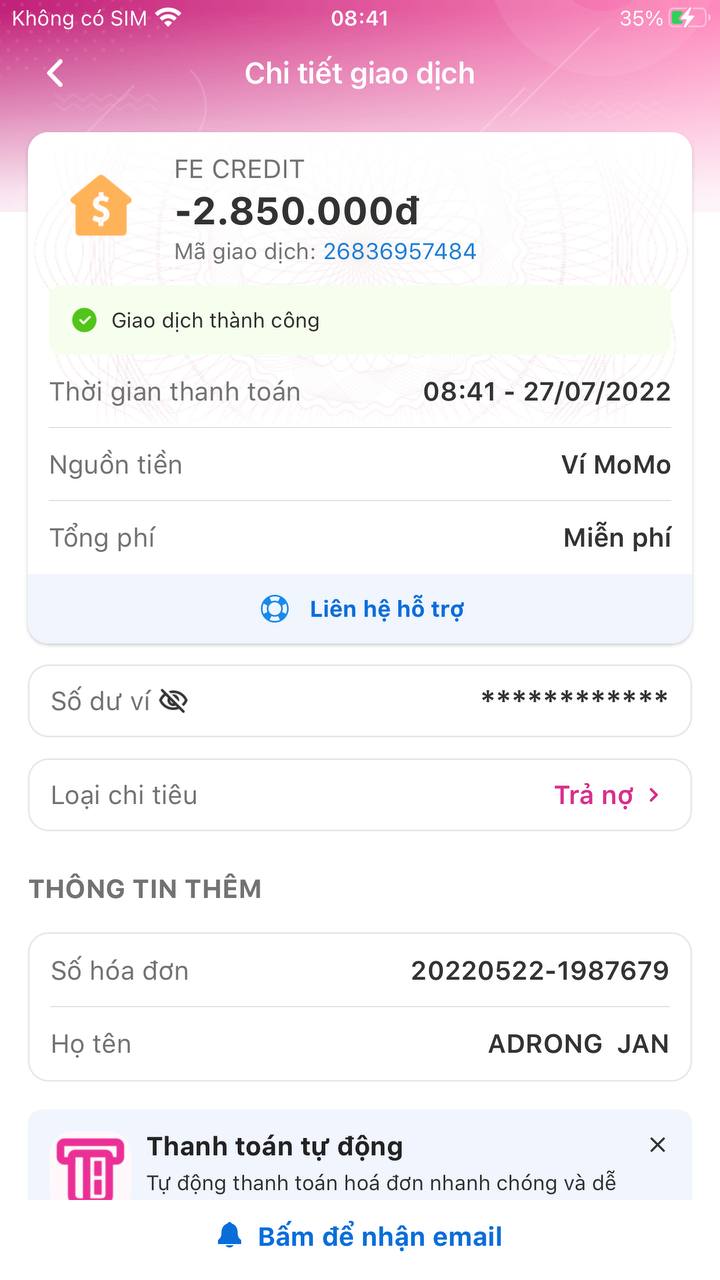 Không có SIM 08:41 35%
Chi tiết giao dịch
FE CREDIT
-2.850.000đ
Mã giao dịch: 26836957484
Giao dịch thành công
Thời gian thanh toán 08:41 - 27/07/2022
Nguồn tiền Ví MoMo
Tổng phí Miễn phí
Liên hệ hỗ trợ
Số dư ví ************
Loại chi tiêu Trả nợ
THÔNG TIN THÊM
Số hóa đơn 20220522-1987679
Họ tên ADRONG JAN
Thanh toán tự động
Tự động thanh toán hoá đơn nhanh chóng và dễ
Bấm để nhận email